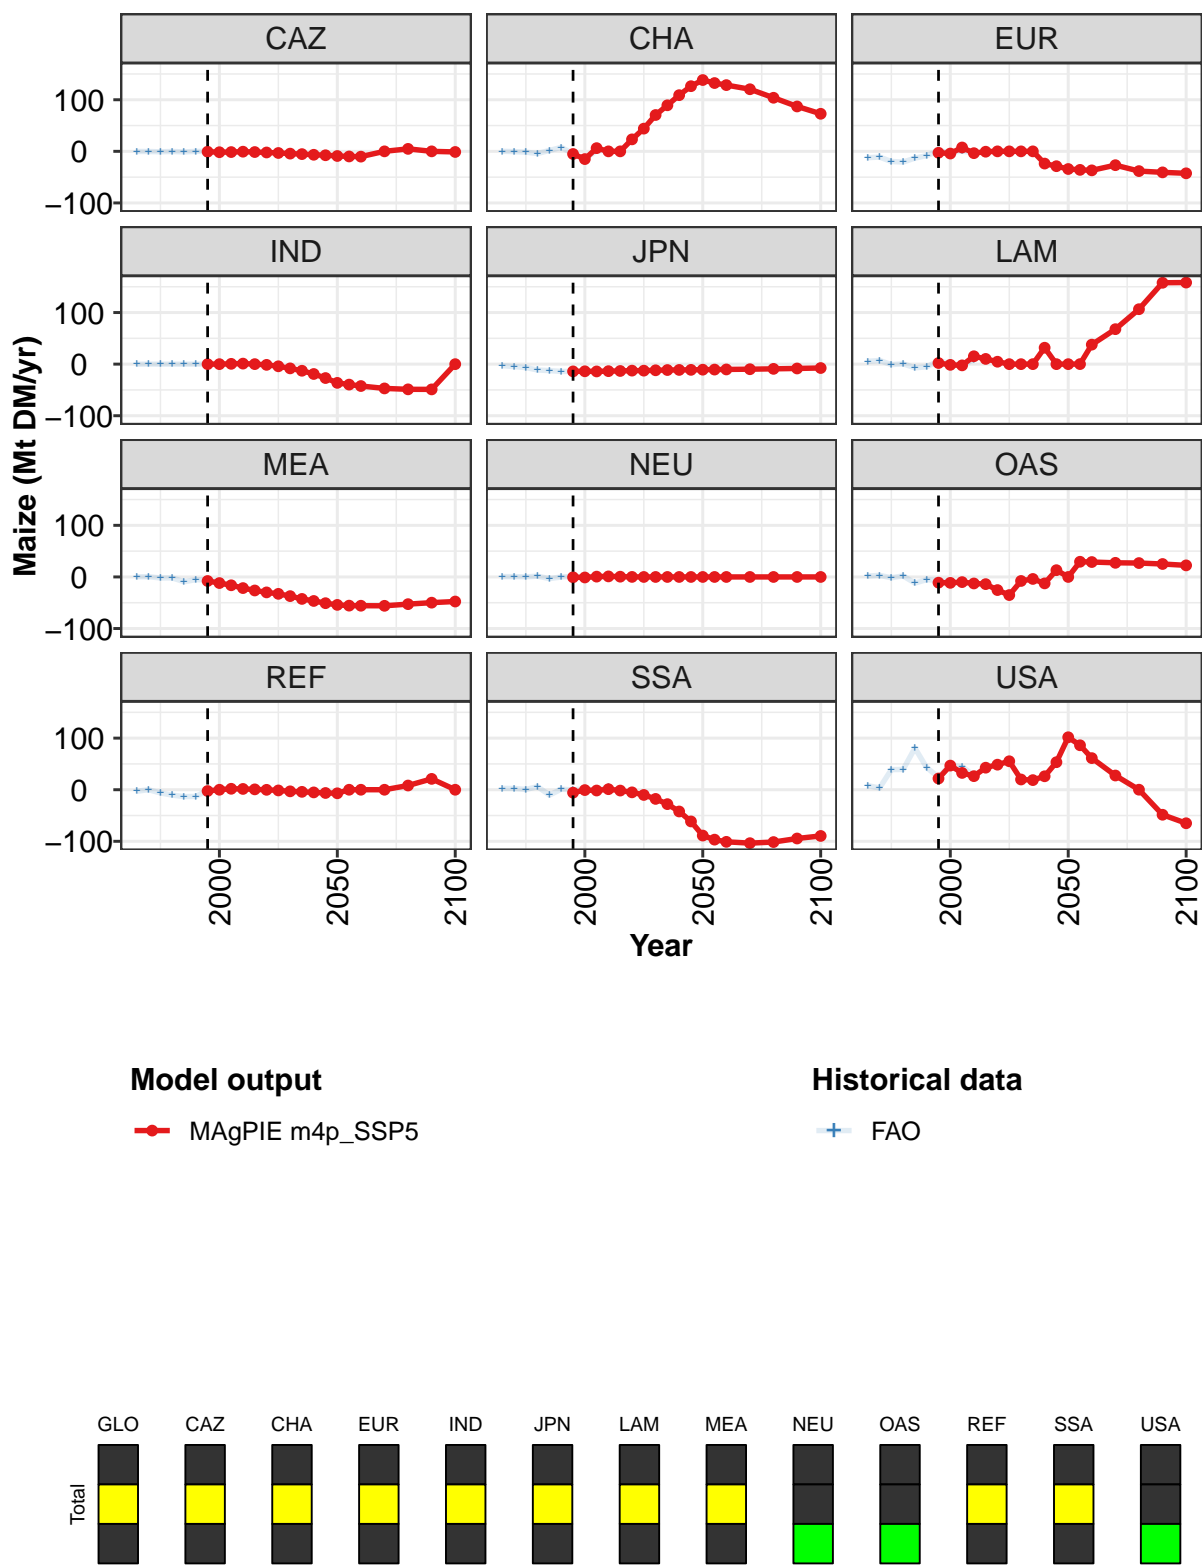 CAZ CHA EUR
100
0
−100
IND JPN LAM
100
0
−100
MEA NEU OAS
100
0
−100
REF SSA USA
100
0
−100
2000 2050 2100 2000 2050 2100 2000 2050 2100
Year
Maize (Mt DM/yr)
Model output Historical data
MAgPIE m4p_SSP5 FAO
GLO CAZ CHA EUR IND JPN LAM MEA NEU OAS REF SSA USA
Total